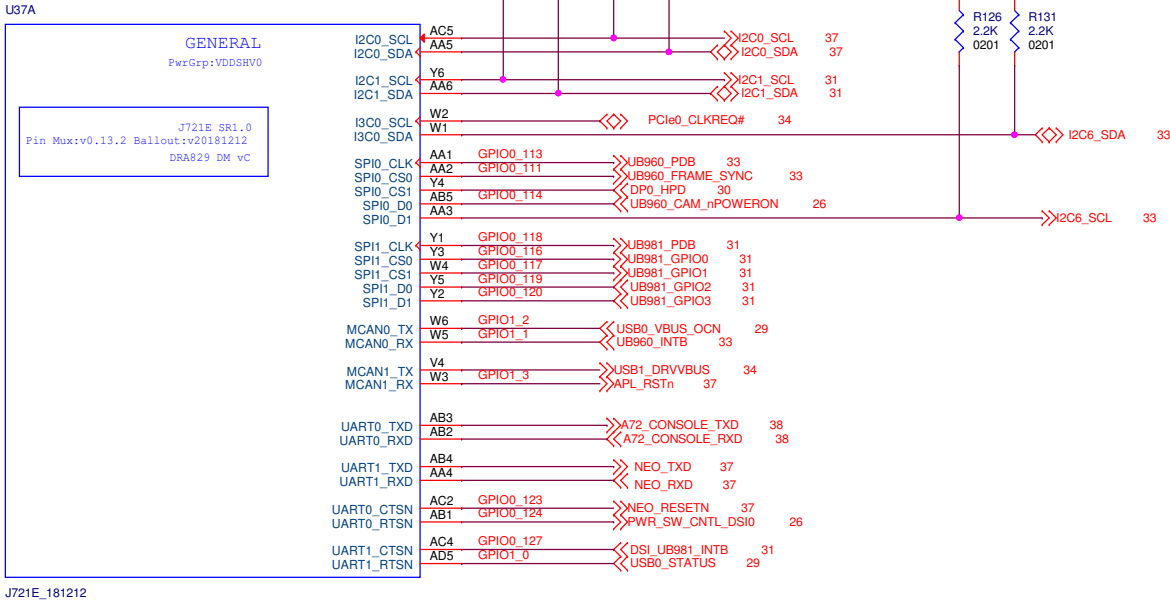 U37A
R126 R131
2.2K 2.2K
0201 0201
GENERAL
PwrGrp:VDDSHV0
J721E SR1.0
Pin Mux:v0.13.2 Ballout:v20181212
DRA829 DM vC
I2C0_SCL AC5 I2C0_SCL 37
I2C0_SDA AA5 I2C0_SDA 37
I2C1_SCL Y6 I2C1_SCL 31
I2C1_SDA AA6 I2C1_SDA 31
I3C0_SCL W2 PCIe0_CLKREQ# 34
I3C0_SDA W1 I2C6_SDA 33
SPI0_CLK AA1 GPIO0_113 UB960_PDB 33
SPI0_CS0 AA2 GPIO0_111 UB960_FRAME_SYNC 33
SPI0_CS1 Y4 DP0_HPD 30
SPI0_D0 AB5 GPIO0_114 UB960_CAM_nPOWERON 26
SPI0_D1 AA3 I2C6_SCL 33
SPI1_CLK Y1 GPIO0_118 UB981_PDB 31
SPI1_CS0 Y3 GPIO0_116 UB981_GPIO0 31
SPI1_CS1 W4 GPIO0_117 UB981_GPIO1 31
SPI1_D0 Y5 GPIO0_119 UB981_GPIO2 31
SPI1_D1 Y2 GPIO0_120 UB981_GPIO3 31
MCAN0_TX W6 GPIO1_2 USB0_VBUS_OCN 29
MCAN0_RX W5 GPIO1_1 UB960_INTB 33
MCAN1_TX V4 USB1_DRVVBUS 34
MCAN1_RX W3 GPIO1_3 APL_RSTn 37
UART0_TXD AB3 A72_CONSOLE_TXD 38
UART0_RXD AB2 A72_CONSOLE_RXD 38
UART1_TXD AB4 NEO_TXD 37
UART1_RXD AA4 NEO_RXD 37
UART0_CTSN AC2 GPIO0_123 NEO_RESETN 37
UART0_RTSN AB1 GPIO0_124 PWR_SW_CNTL_DSI0 26
UART1_CTSN AC4 GPIO0_127 DSI_UB981_INTB 31
UART1_RTSN AD5 GPIO1_0 USB0_STATUS 29
J721E_181212